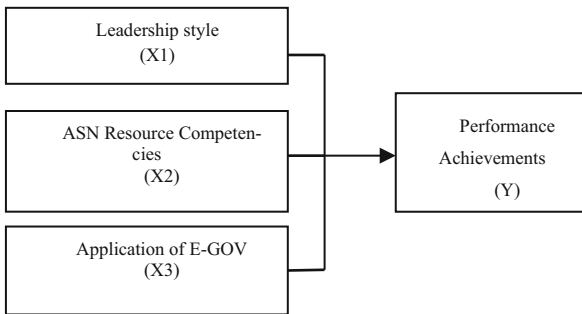 Leadership style
(X1)
ASN Resource Competen-
cies
(X2)
Application of E-GOV
(X3)
Performance
Achievements
(Y)